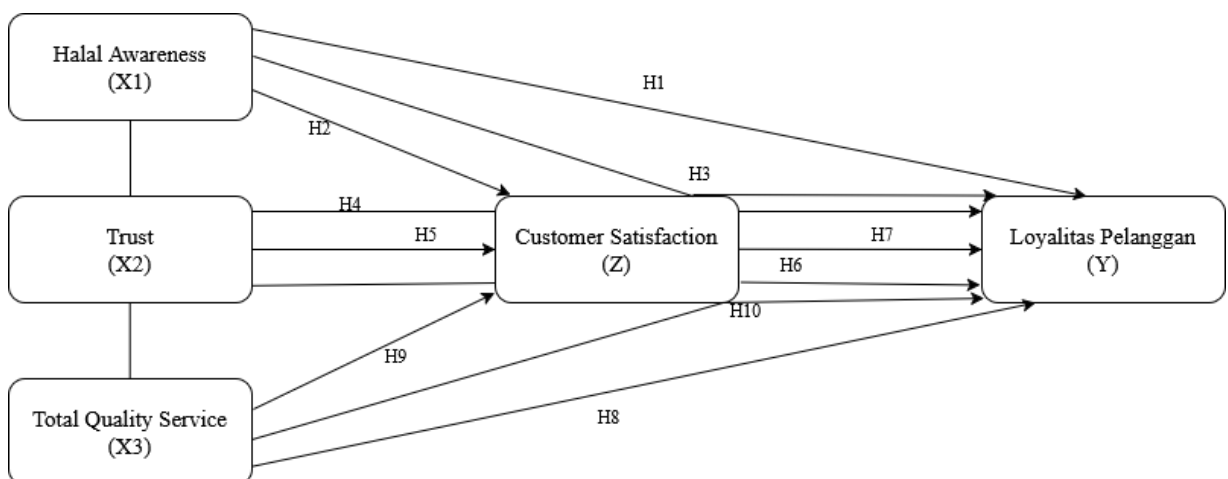 Halal Awareness
(X1)
H1
H2
H3
H4
Trust
(X2)
H5
Customer Satisfaction
(Z)
H7
H6
Loyalitas Pelanggan
(Y)
H10
H9
Total Quality Service
(X3)
H8